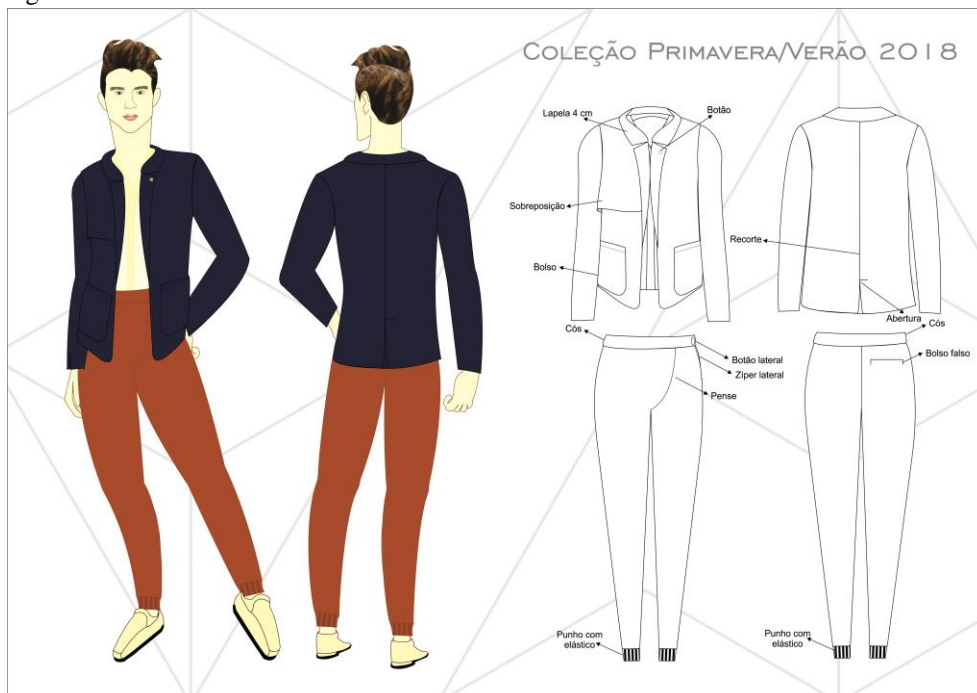 COLEÇÃO PRIMAVERA/VERÃO 2018
Lapela 4 cm
Botão
Sobreposição
Bolso
Recorte
Abertura
Cós
Cós
Botão lateral
Zíper lateral
Pense
Bolso falso
Punho com
elástico
Punho com
elástico